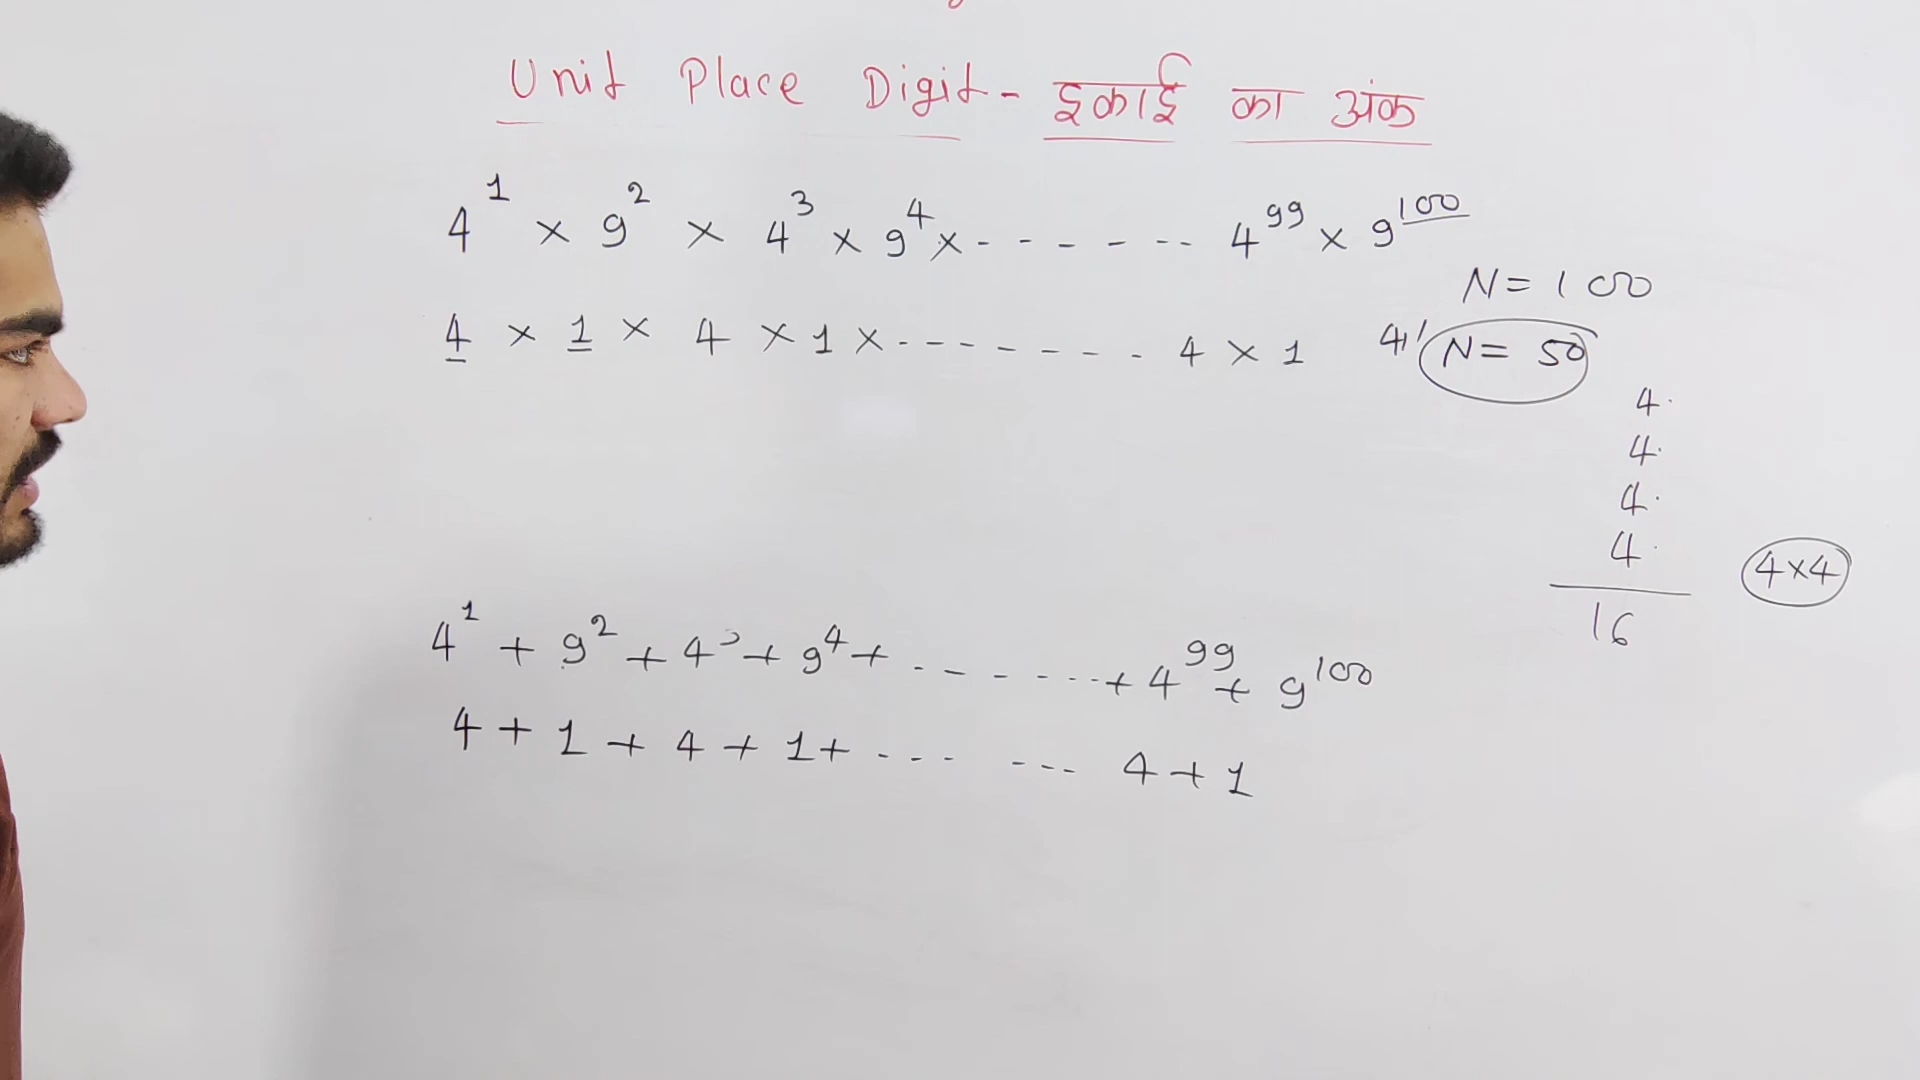 Unit Place Digit - इकाई का अंक
4¹ × 9² × 4³ × 9⁴ × - - - - - - 4⁹⁹ × 9¹⁰⁰
N = 100
4 × 1 × 4 × 1 × - - - - - - - 4 × 1
4' N = 50
4.
4.
4.
4.
16
4×4
4¹ + 9² + 4³ + 9⁴ + - - - - - - + 4⁹⁹ + 9¹⁰⁰
4 + 1 + 4 + 1 + - - - - - - 4 + 1